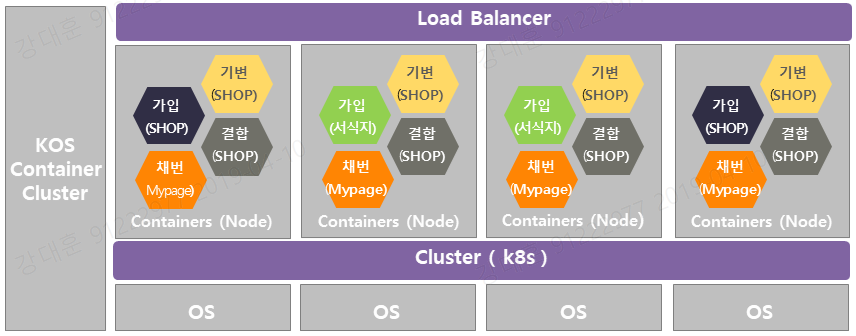 Load Balancer
KOS
Container
Cluster
기변
(SHOP)
가입
(SHOP)
결합
(SHOP)
채번
Mypage)
Containers (Node)
기변
(SHOP)
가입
(서식지)
결합
(SHOP)
채번
(Mypage)
Containers (Node)
기변
(SHOP)
가입
(서식지)
결합
(SHOP)
채번
(Mypage)
Containers (Node)
기변
(SHOP)
가입
(SHOP)
결합
(SHOP)
채번
(Mypage)
Containers (Node)
Cluster ( k8s )
OS
OS
OS
OS
강대훈